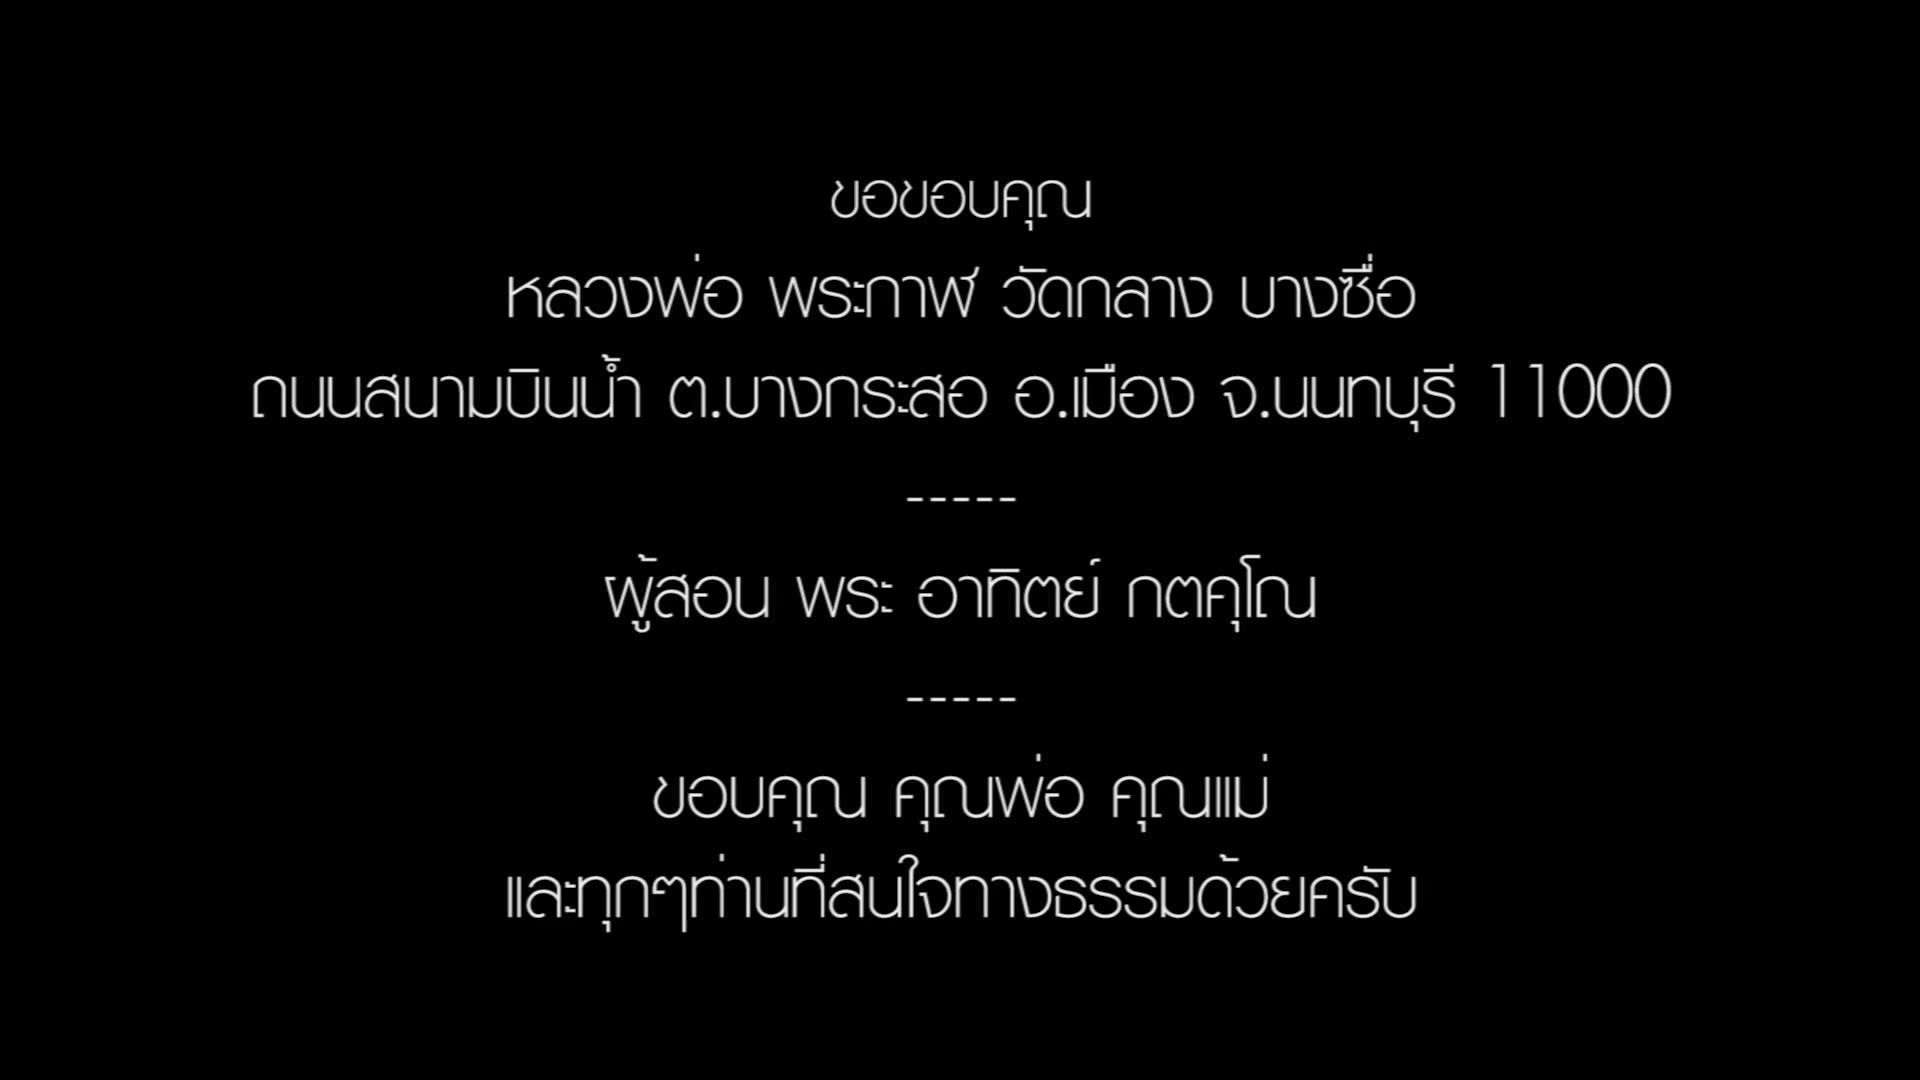 ขอขอบคุณ
หลวงพ่อ พระกาฬ วัดกลาง บางซื่อ
ถนนสนามบินน้ำ ต.บางกระสอ อ.เมือง จ.นนทบุรี 11000
-----
ผู้สอน พระ อาทิตย์ กตคุโณ
-----
ขอบคุณ คุณพ่อ คุณแม่
และทุกๆท่านที่สนใจทางธรรมด้วยครับ